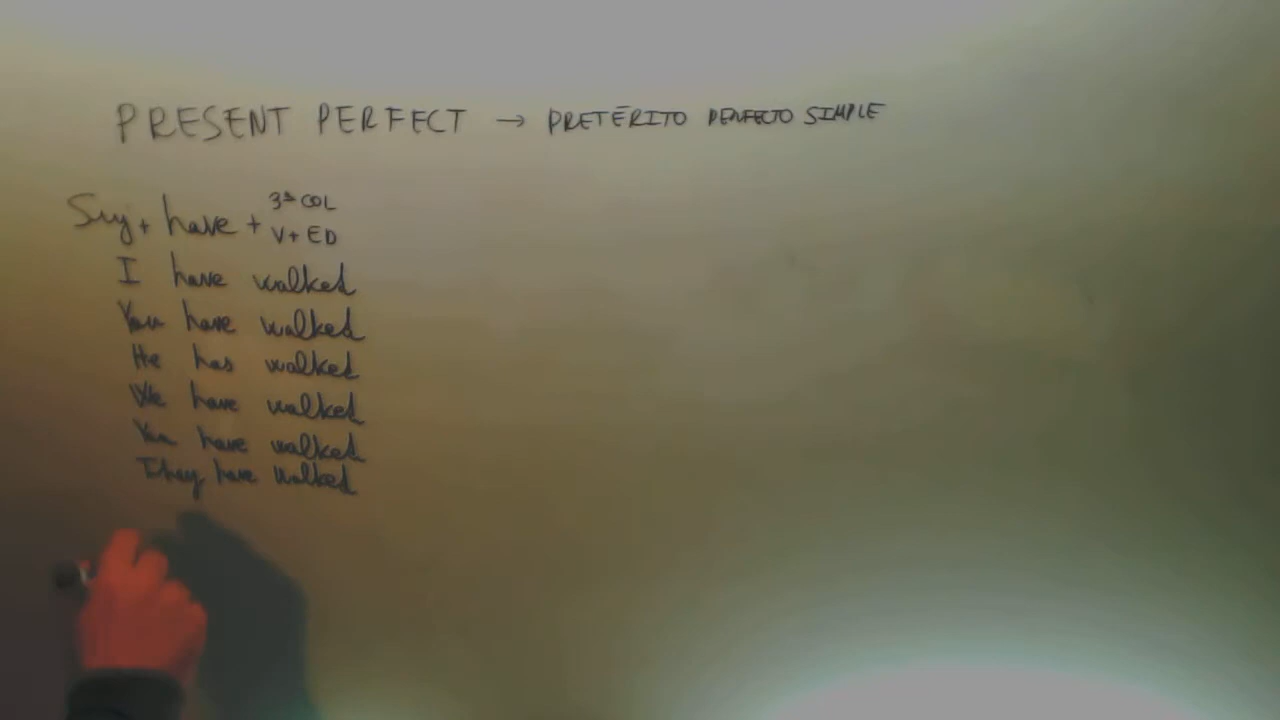 PRESENT PERFECT → PRETÉRITO PERFECTO SIMPLE
3ª COL
Suj + have + V + ED
I have walked
You have walked
He has walked
We have walked
You have walked
They have walked